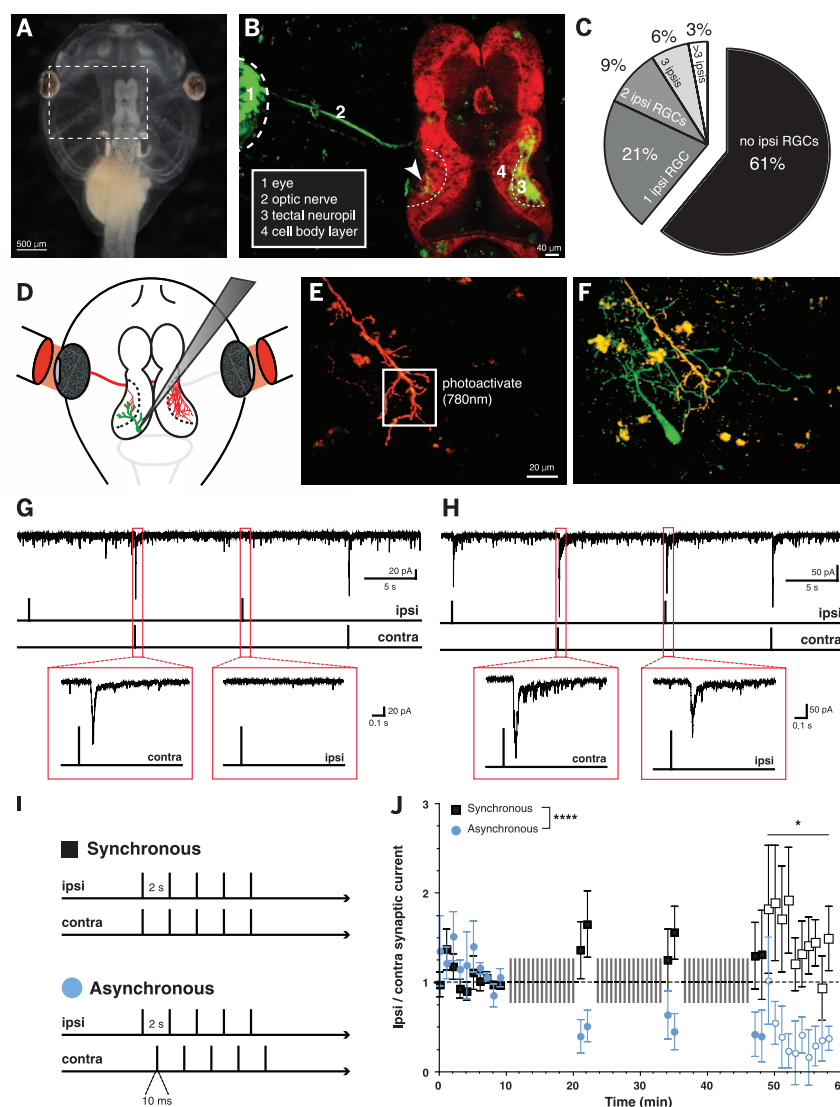 A
500 µm
B
1
2
3
4
1 eye
2 optic nerve
3 tectal neuropil
4 cell body layer
40 µm
C
3%
6%
9%
>3 ipsis
3 ipsis
2 ipsi RGCs
21%
1 ipsi RGC
no ipsi RGCs
61%
D
E
photoactivate
(780nm)
20 µm
F
G
20 pA
5 s
ipsi
contra
contra
ipsi
20 pA
0.1 s
H
50 pA
5 s
ipsi
contra
contra
ipsi
50 pA
0.1 s
I
Synchronous
ipsi
2 s
contra
Asynchronous
ipsi
2 s
contra
10 ms
J
Synchronous
Asynchronous
****
*
Ipsi / contra synaptic current
3
2
1
0
0
10
20
30
40
50
6
Time (min)